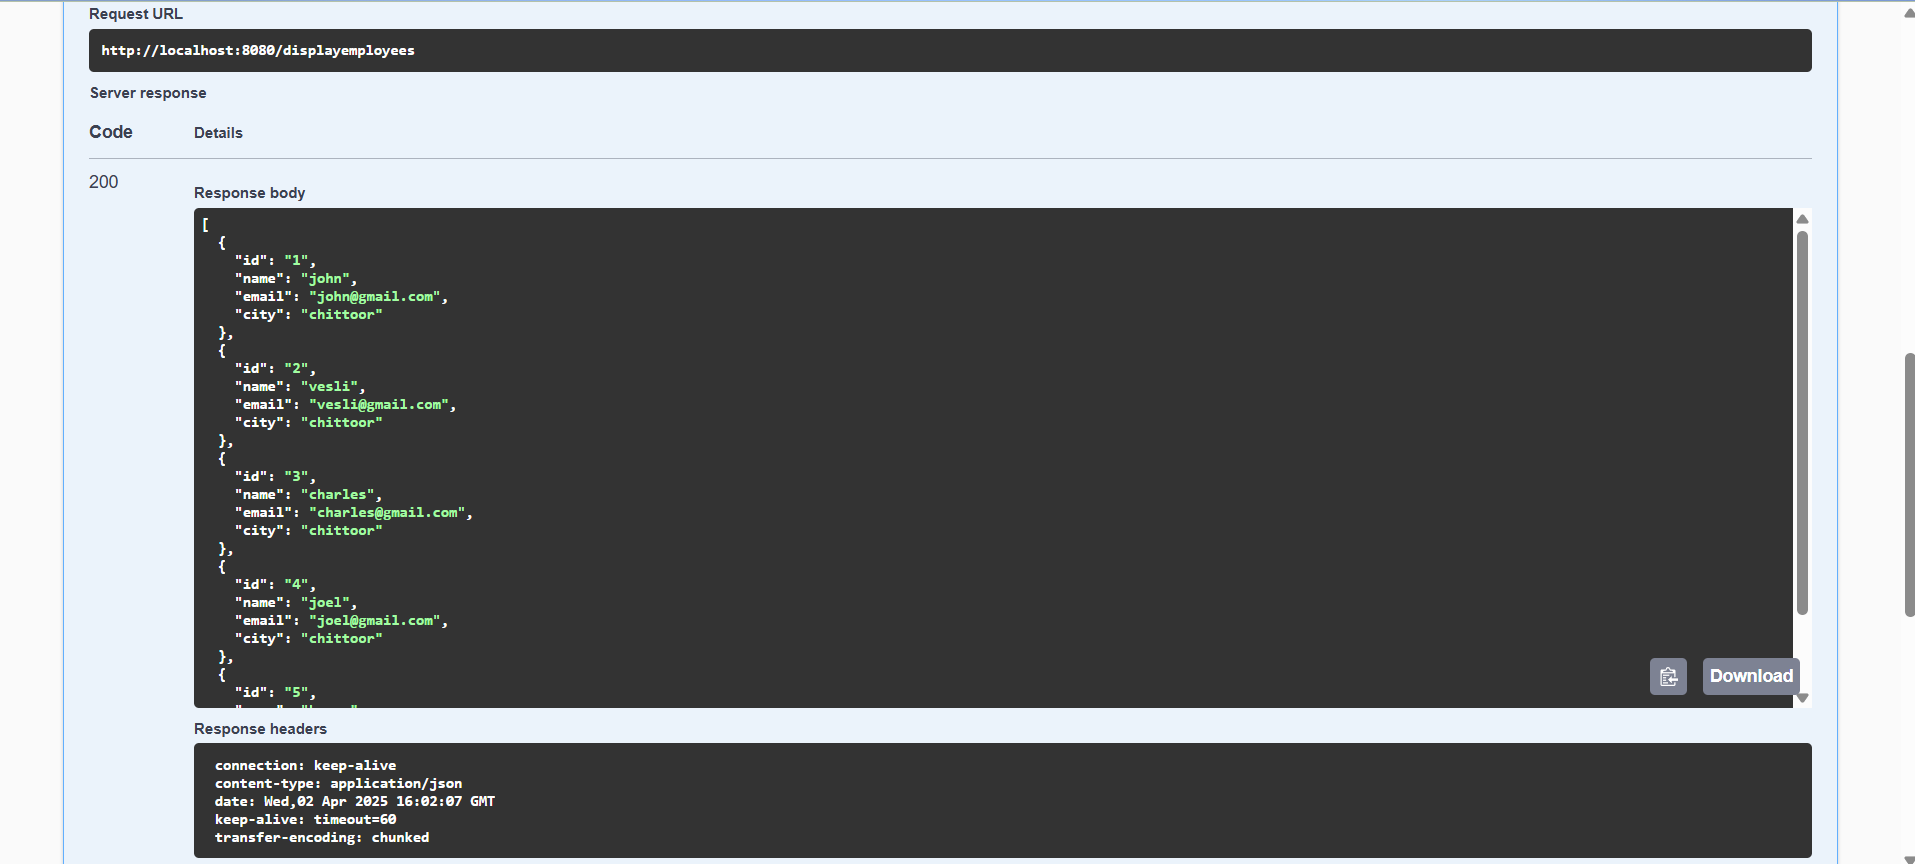 Request URL
http://localhost:8080/displayemployees
Server response
Code Details
200
Response body
[
  {
    "id": "1",
    "name": "john",
    "email": "john@gmail.com",
    "city": "chittoor"
  },
  {
    "id": "2",
    "name": "vesli",
    "email": "vesli@gmail.com",
    "city": "chittoor"
  },
  {
    "id": "3",
    "name": "charles",
    "email": "charles@gmail.com",
    "city": "chittoor"
  },
  {
    "id": "4",
    "name": "joel",
    "email": "joel@gmail.com",
    "city": "chittoor"
  },
  {
    "id": "5",
Download
Response headers
connection: keep-alive
content-type: application/json
date: Wed,02 Apr 2025 16:02:07 GMT
keep-alive: timeout=60
transfer-encoding: chunked